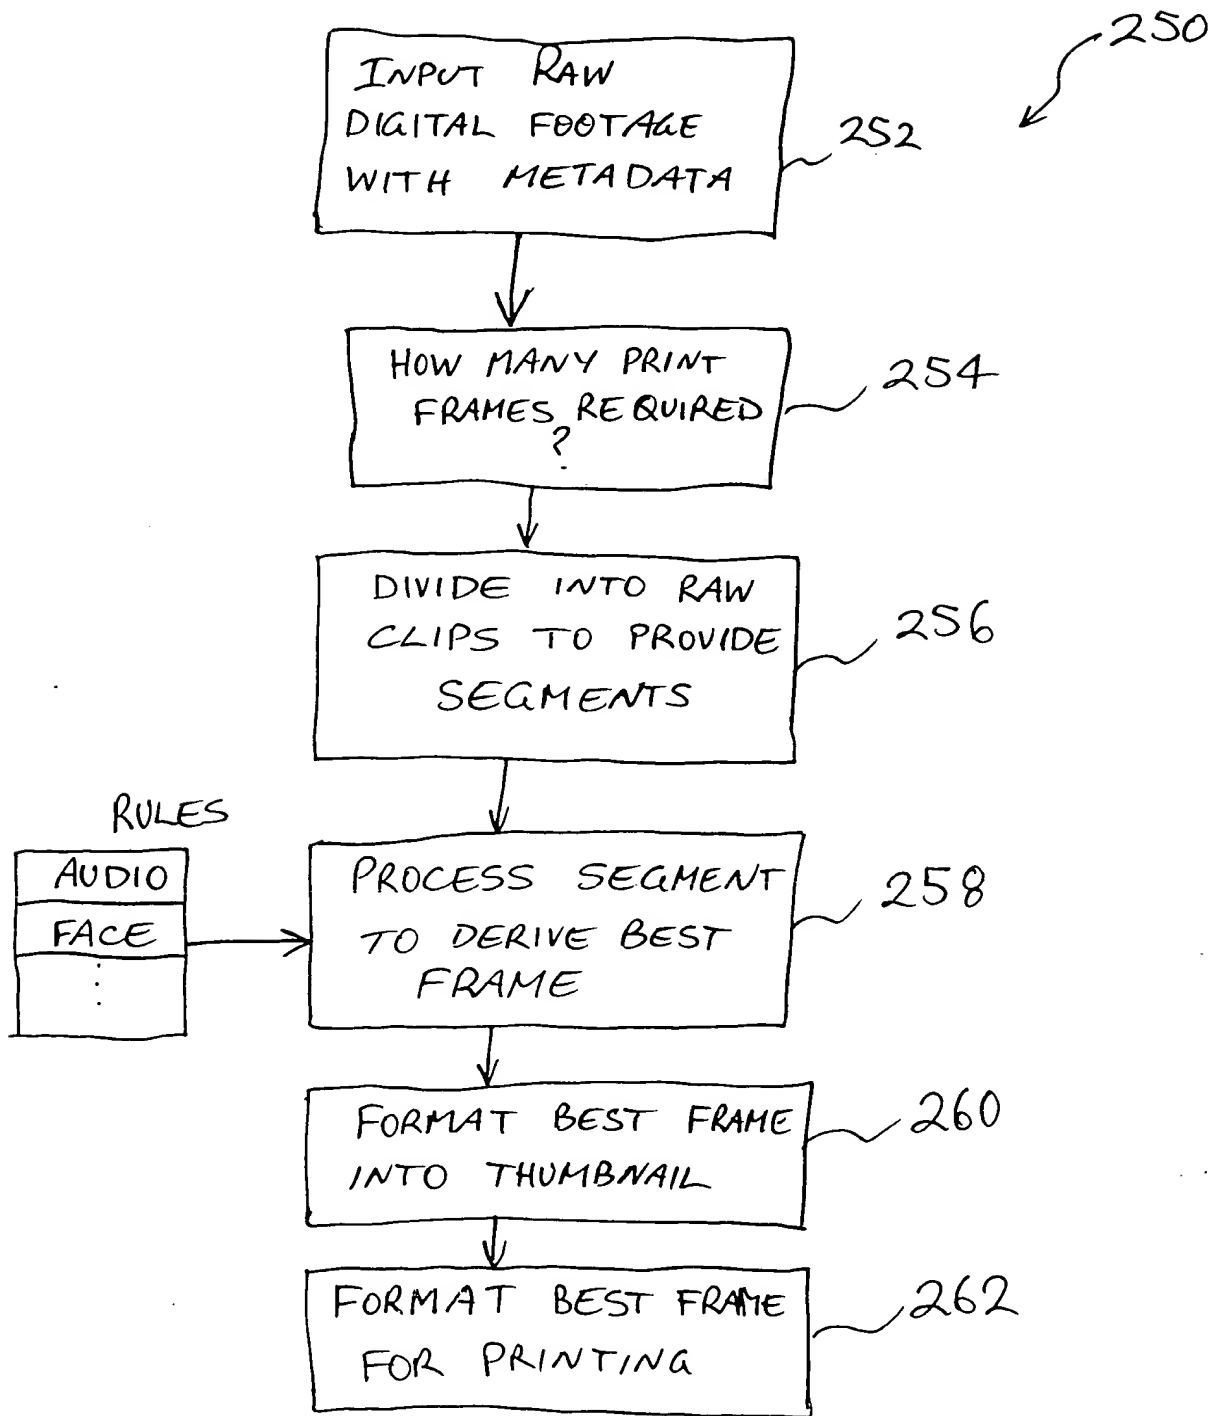 250
INPUT RAW
DIGITAL FOOTAGE
WITH METADATA
252
HOW MANY PRINT
FRAMES REQUIRED
?
254
DIVIDE INTO RAW
CLIPS TO PROVIDE
SEGMENTS
256
RULES
AUDIO
FACE
PROCESS SEGMENT
TO DERIVE BEST
FRAME
258
FORMAT BEST FRAME
INTO THUMBNAIL
260
FORMAT BEST FRAME
FOR PRINTING
262